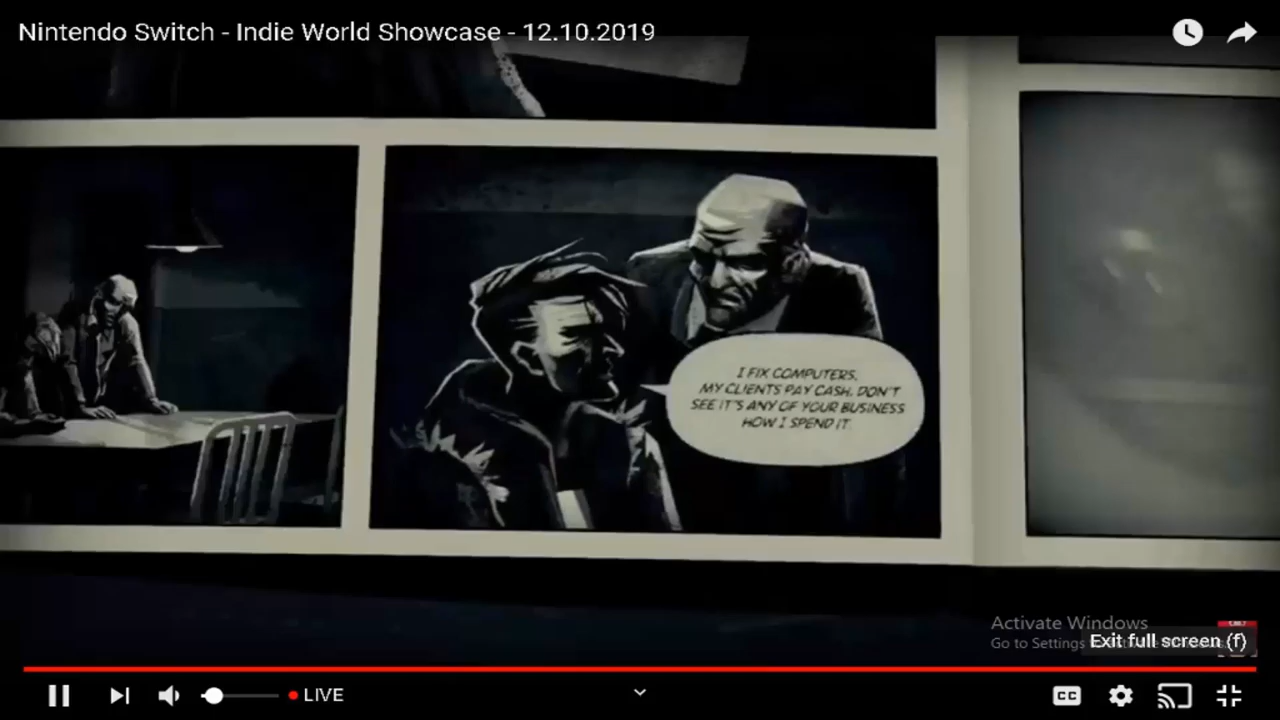 Nintendo Switch - Indie World Showcase - 12.10.2019
I FIX COMPUTERS.
MY CLIENTS PAY CASH. DON'T
SEE IT'S ANY OF YOUR BUSINESS
HOW I SPEND IT.
Activate Windows
Go to Settings
Exit full screen (f)
LIVE
CC